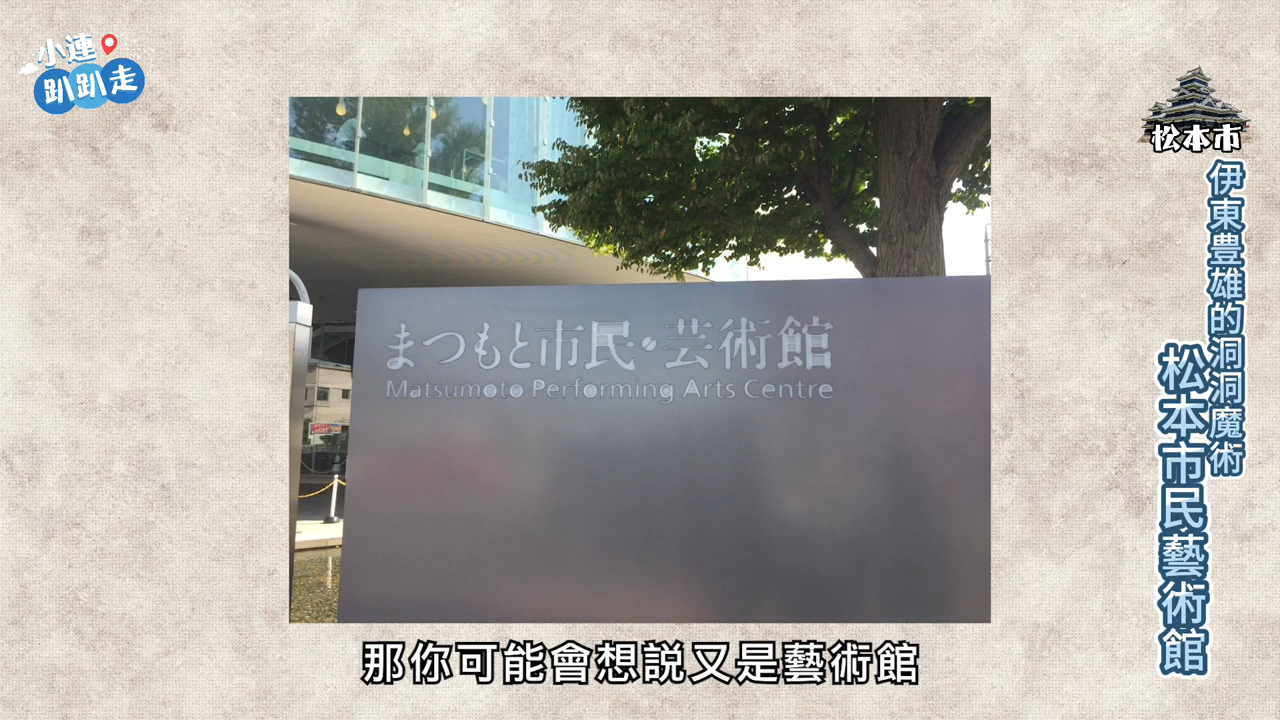 小連
趴趴走
松本市
伊東豊雄的洞洞魔術
松本市民藝術館
まつもと市民・芸術館
Matsumoto Performing Arts Centre
那你可能會想説又是藝術館